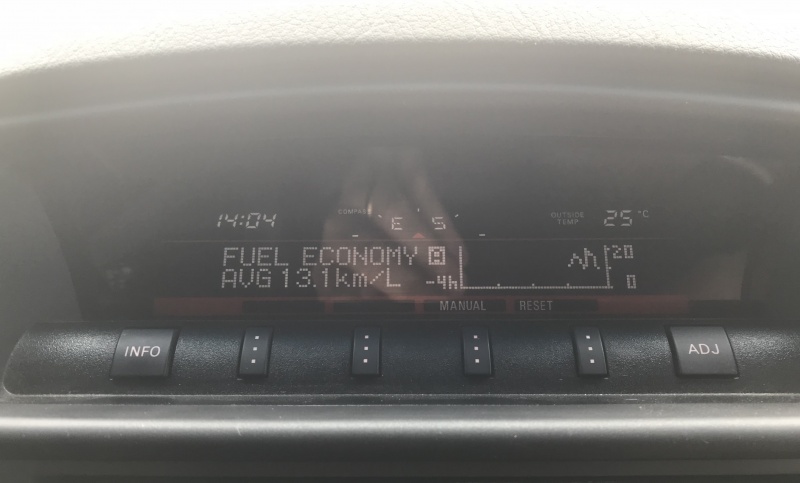 14:04
COMPASS
E S
OUTSIDE TEMP 25°C
FUEL ECONOMY B
AVG 13.1km/L
-4h
20
0
MANUAL RESET
INFO
ADJ